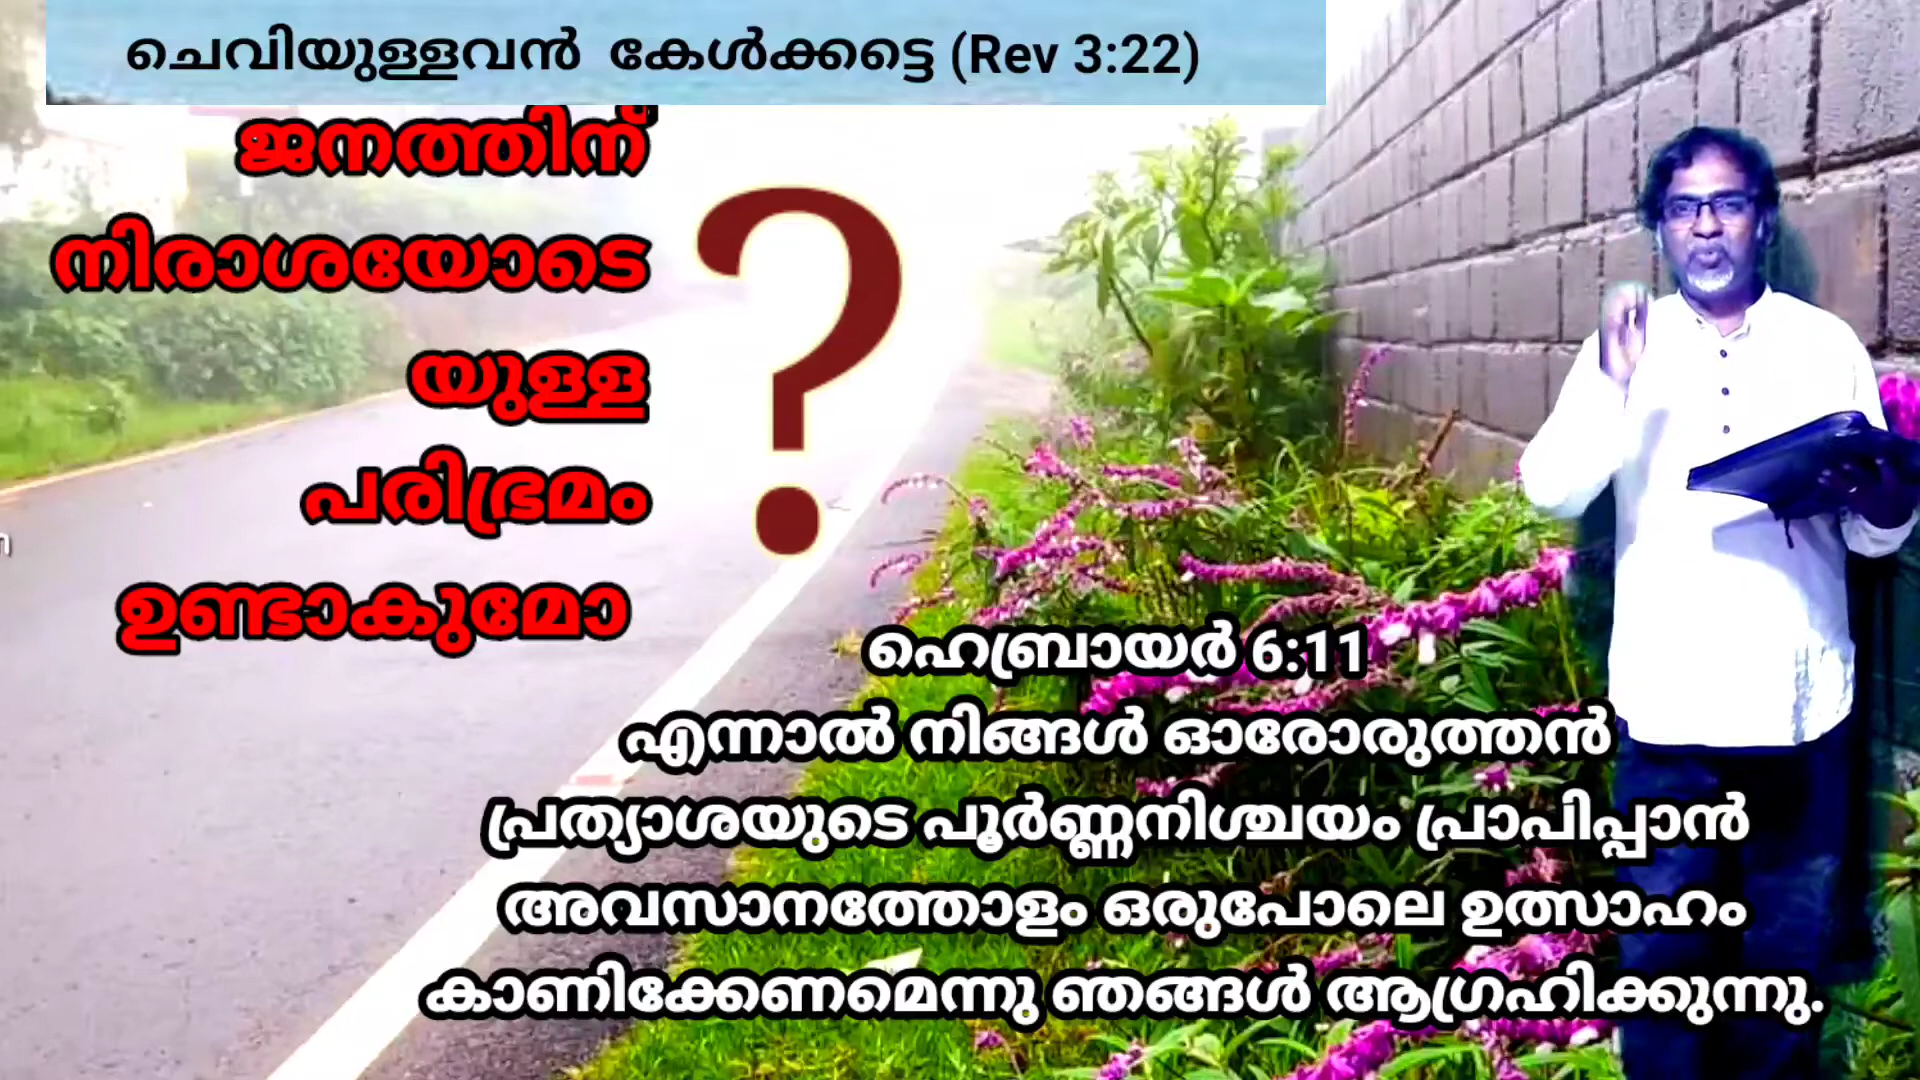 ചെവിയുള്ളവൻ കേൾക്കട്ടെ (Rev 3:22)
ജനത്തിന്
നിരാശയോടെ
യുള്ള
പരിഭ്രമം
ഉണ്ടാകുമോ
?
ഹെബ്രായർ 6:11
എന്നാൽ നിങ്ങൾ ഓരോരുത്തൻ
പ്രത്യാശയുടെ പൂർണ്ണനിശ്ചയം പ്രാപിപ്പാൻ
അവസാനത്തോളം ഒരുപോലെ ഉത്സാഹം
കാണിക്കേണമെന്നു ഞങ്ങൾ ആഗ്രഹിക്കുന്നു.